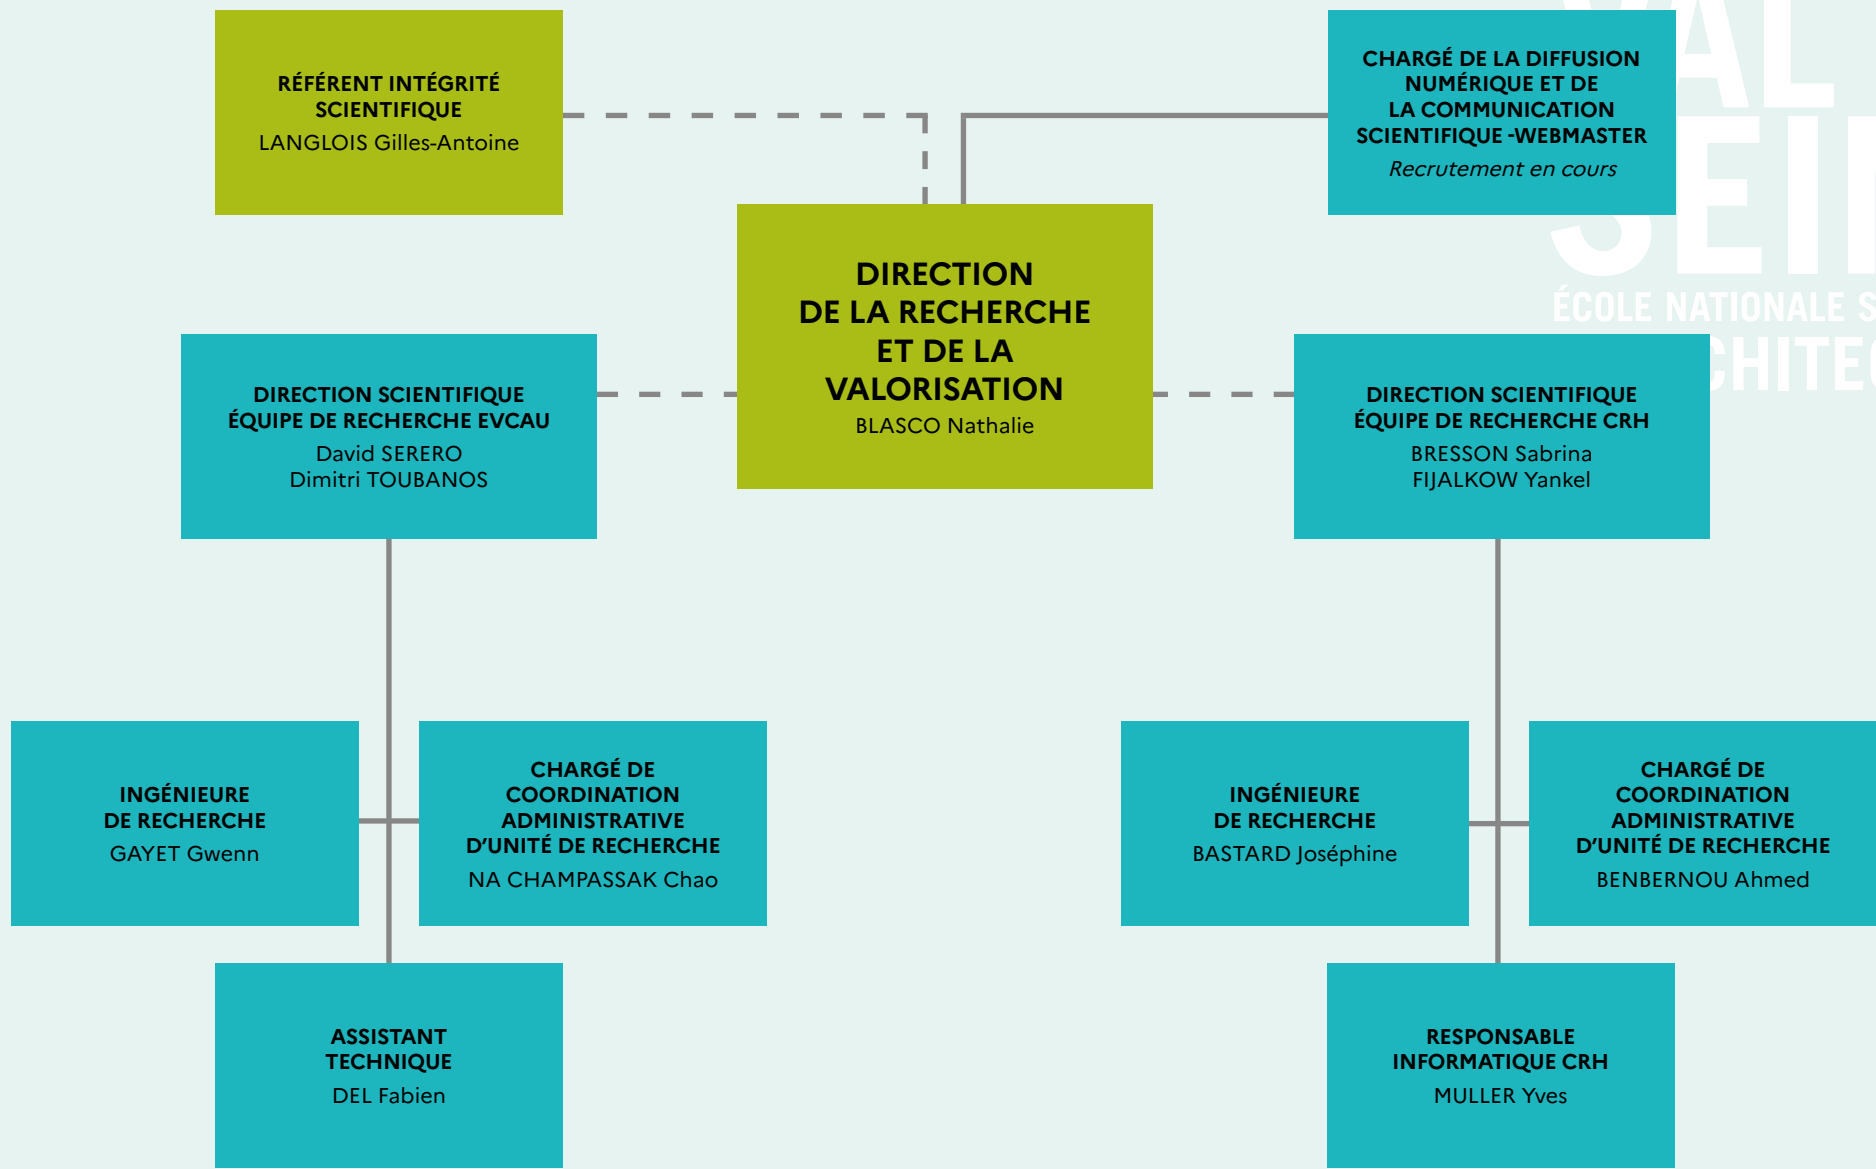 RÉFÉRENT INTÉGRITÉ
SCIENTIFIQUE
LANGLOIS Gilles-Antoine
CHARGÉ DE LA DIFFUSION
NUMÉRIQUE ET DE
LA COMMUNICATION
SCIENTIFIQUE -WEBMASTER
Recrutement en cours
DIRECTION
DE LA RECHERCHE
ET DE LA
VALORISATION
BLASCO Nathalie
ÉCOLE NATIONALE
DIRECTION SCIENTIFIQUE
ÉQUIPE DE RECHERCHE EVCAU
David SERERO
Dimitri TOUBANOS
DIRECTION SCIENTIFIQUE
ÉQUIPE DE RECHERCHE CRH
BRESSON Sabrina
FIJALKOW Yankel
INGÉNIEURE
DE RECHERCHE
GAYET Gwenn
CHARGÉ DE
COORDINATION
ADMINISTRATIVE
D'UNITÉ DE RECHERCHE
NA CHAMPASSAK Chao
INGÉNIEURE
DE RECHERCHE
BASTARD Joséphine
CHARGÉ DE
COORDINATION
ADMINISTRATIVE
D'UNITÉ DE RECHERCHE
BENBERNOU Ahmed
ASSISTANT
TECHNIQUE
DEL Fabien
RESPONSABLE
INFORMATIQUE CRH
MULLER Yves